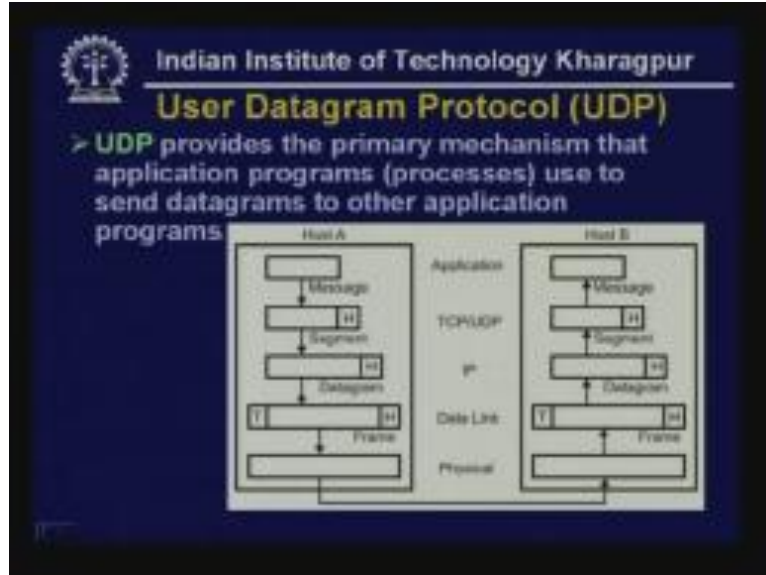 Indian Institute of Technology Kharagpur
User Datagram Protocol (UDP)
➢ UDP provides the primary mechanism that
application programs (processes) use to
send datagrams to other application
programs
Host A Host B
Application
Message Message
H TCP/UDP H
Segment Segment
H IP H
Datagram Datagram
T H Data Link T H
Frame Frame
Physical